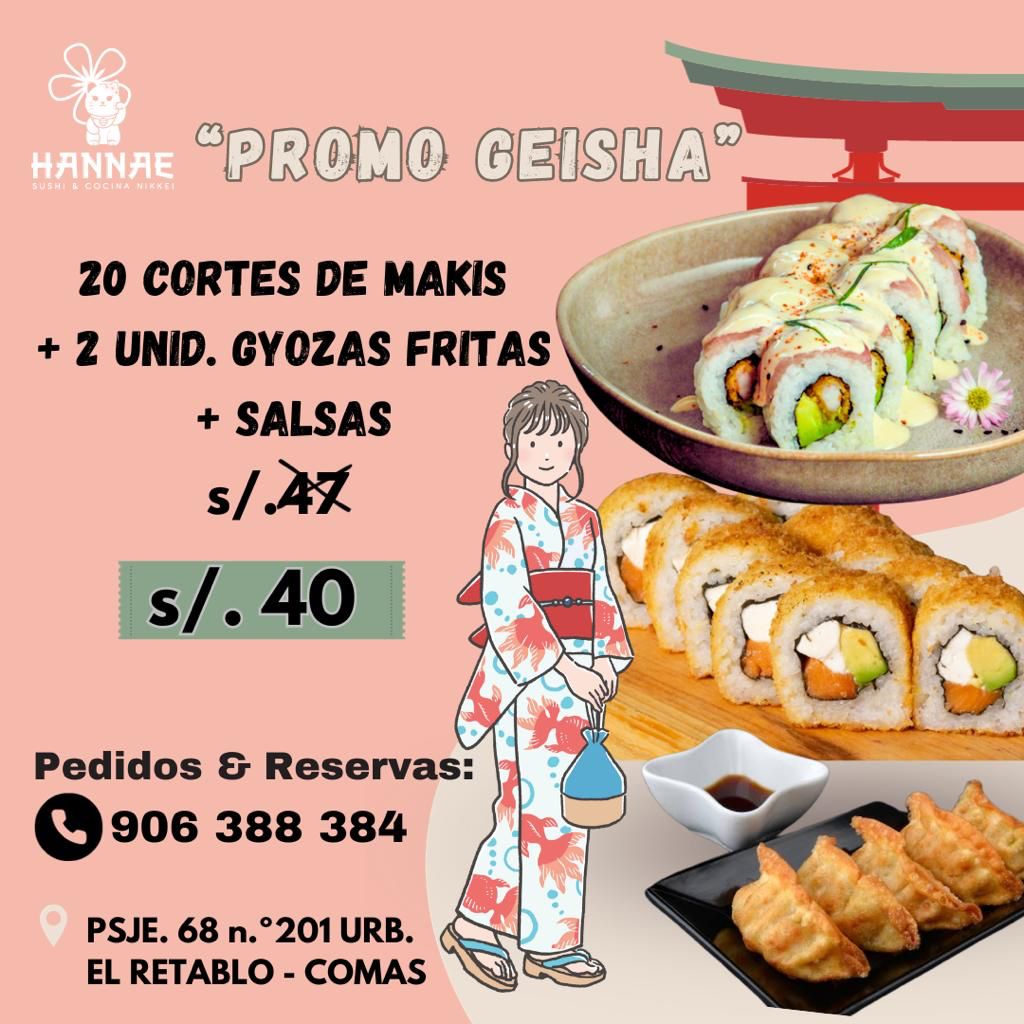 HANNAE
SUSHI & COCINA NIKKEI
“PROMO GEISHA”
20 CORTES DE MAKIS
+ 2 UNID. GYOZAS FRITAS
+ SALSAS
s/.47
s/. 40
Pedidos & Reservas:
906 388 384
PSJE. 68 n.°201 URB.
EL RETABLO - COMAS